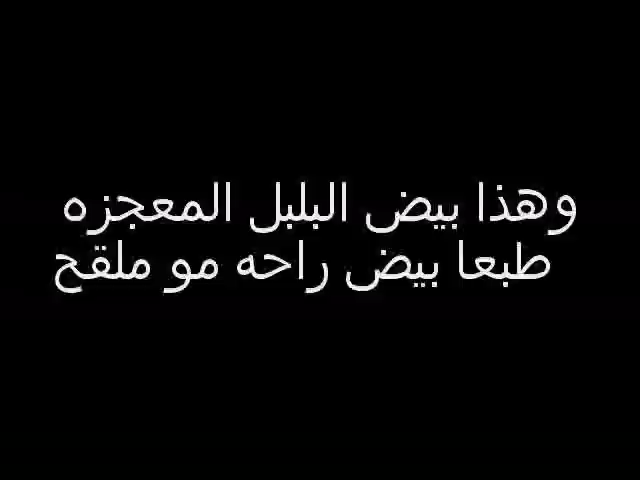 وهذا بيض البلبل المعجزه
طبعا بيض راحه مو ملقح